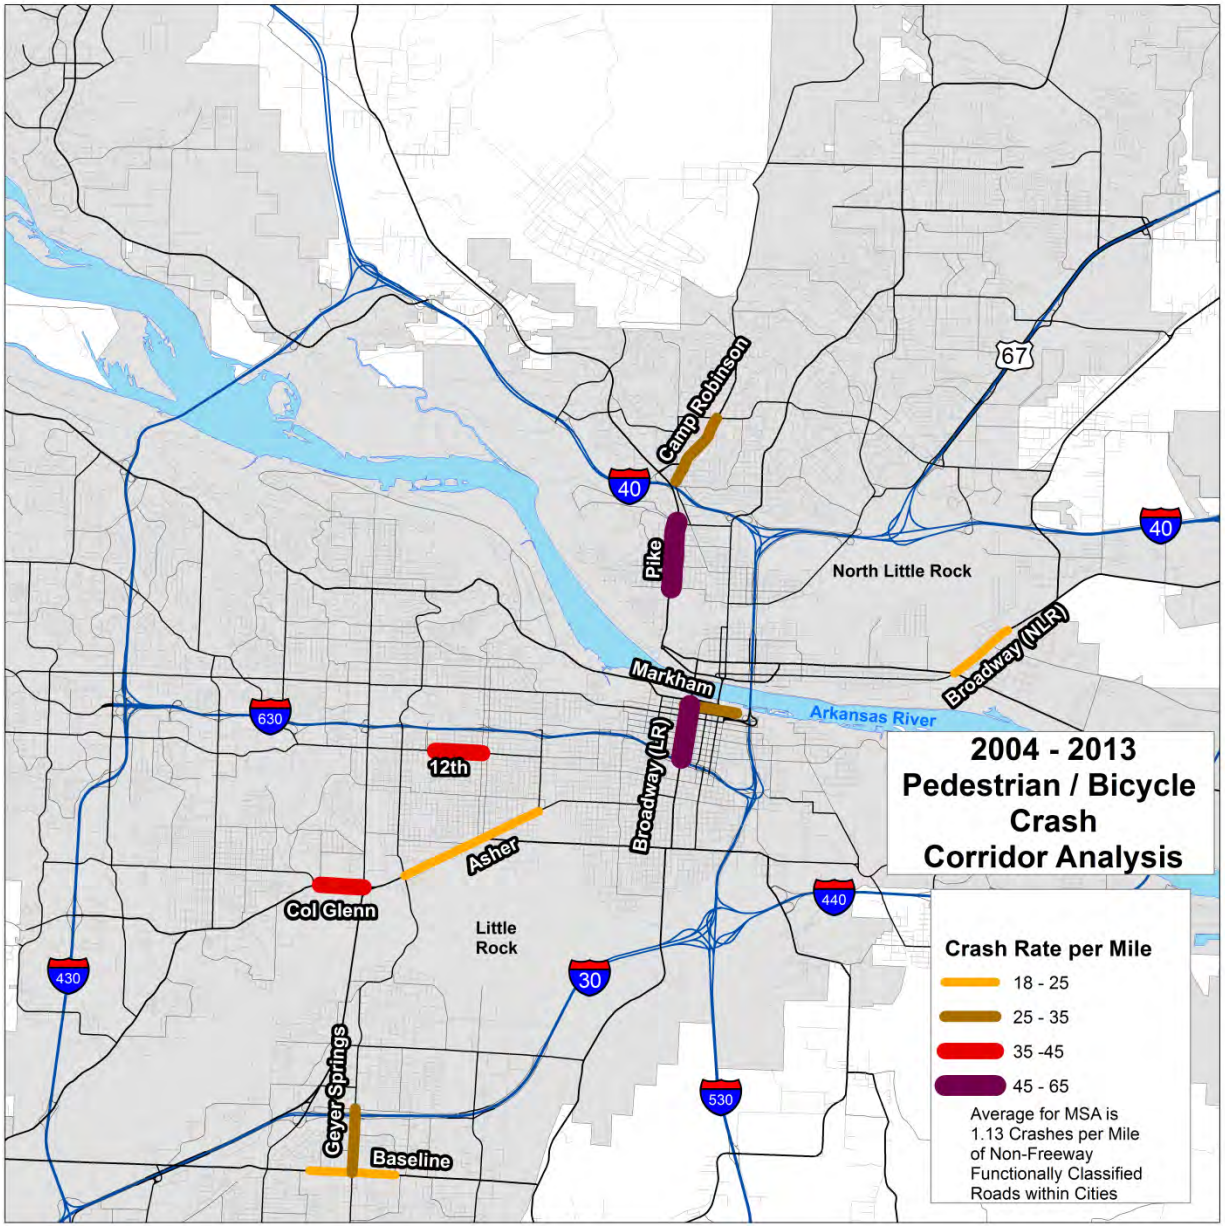 67
Camp Robinson
40
40
Pike
North Little Rock
Broadway (NLR)
Markham
630
Arkansas River
12th
Broadway (LR)
2004 - 2013
Pedestrian / Bicycle
Crash
Corridor Analysis
Asher
Col Glenn
440
Little
Rock
430
30
Crash Rate per Mile
18 - 25
25 - 35
35 -45
45 - 65
Geyer Springs
530
Average for MSA is
1.13 Crashes per Mile
of Non-Freeway
Functionally Classified
Roads within Cities
Baseline